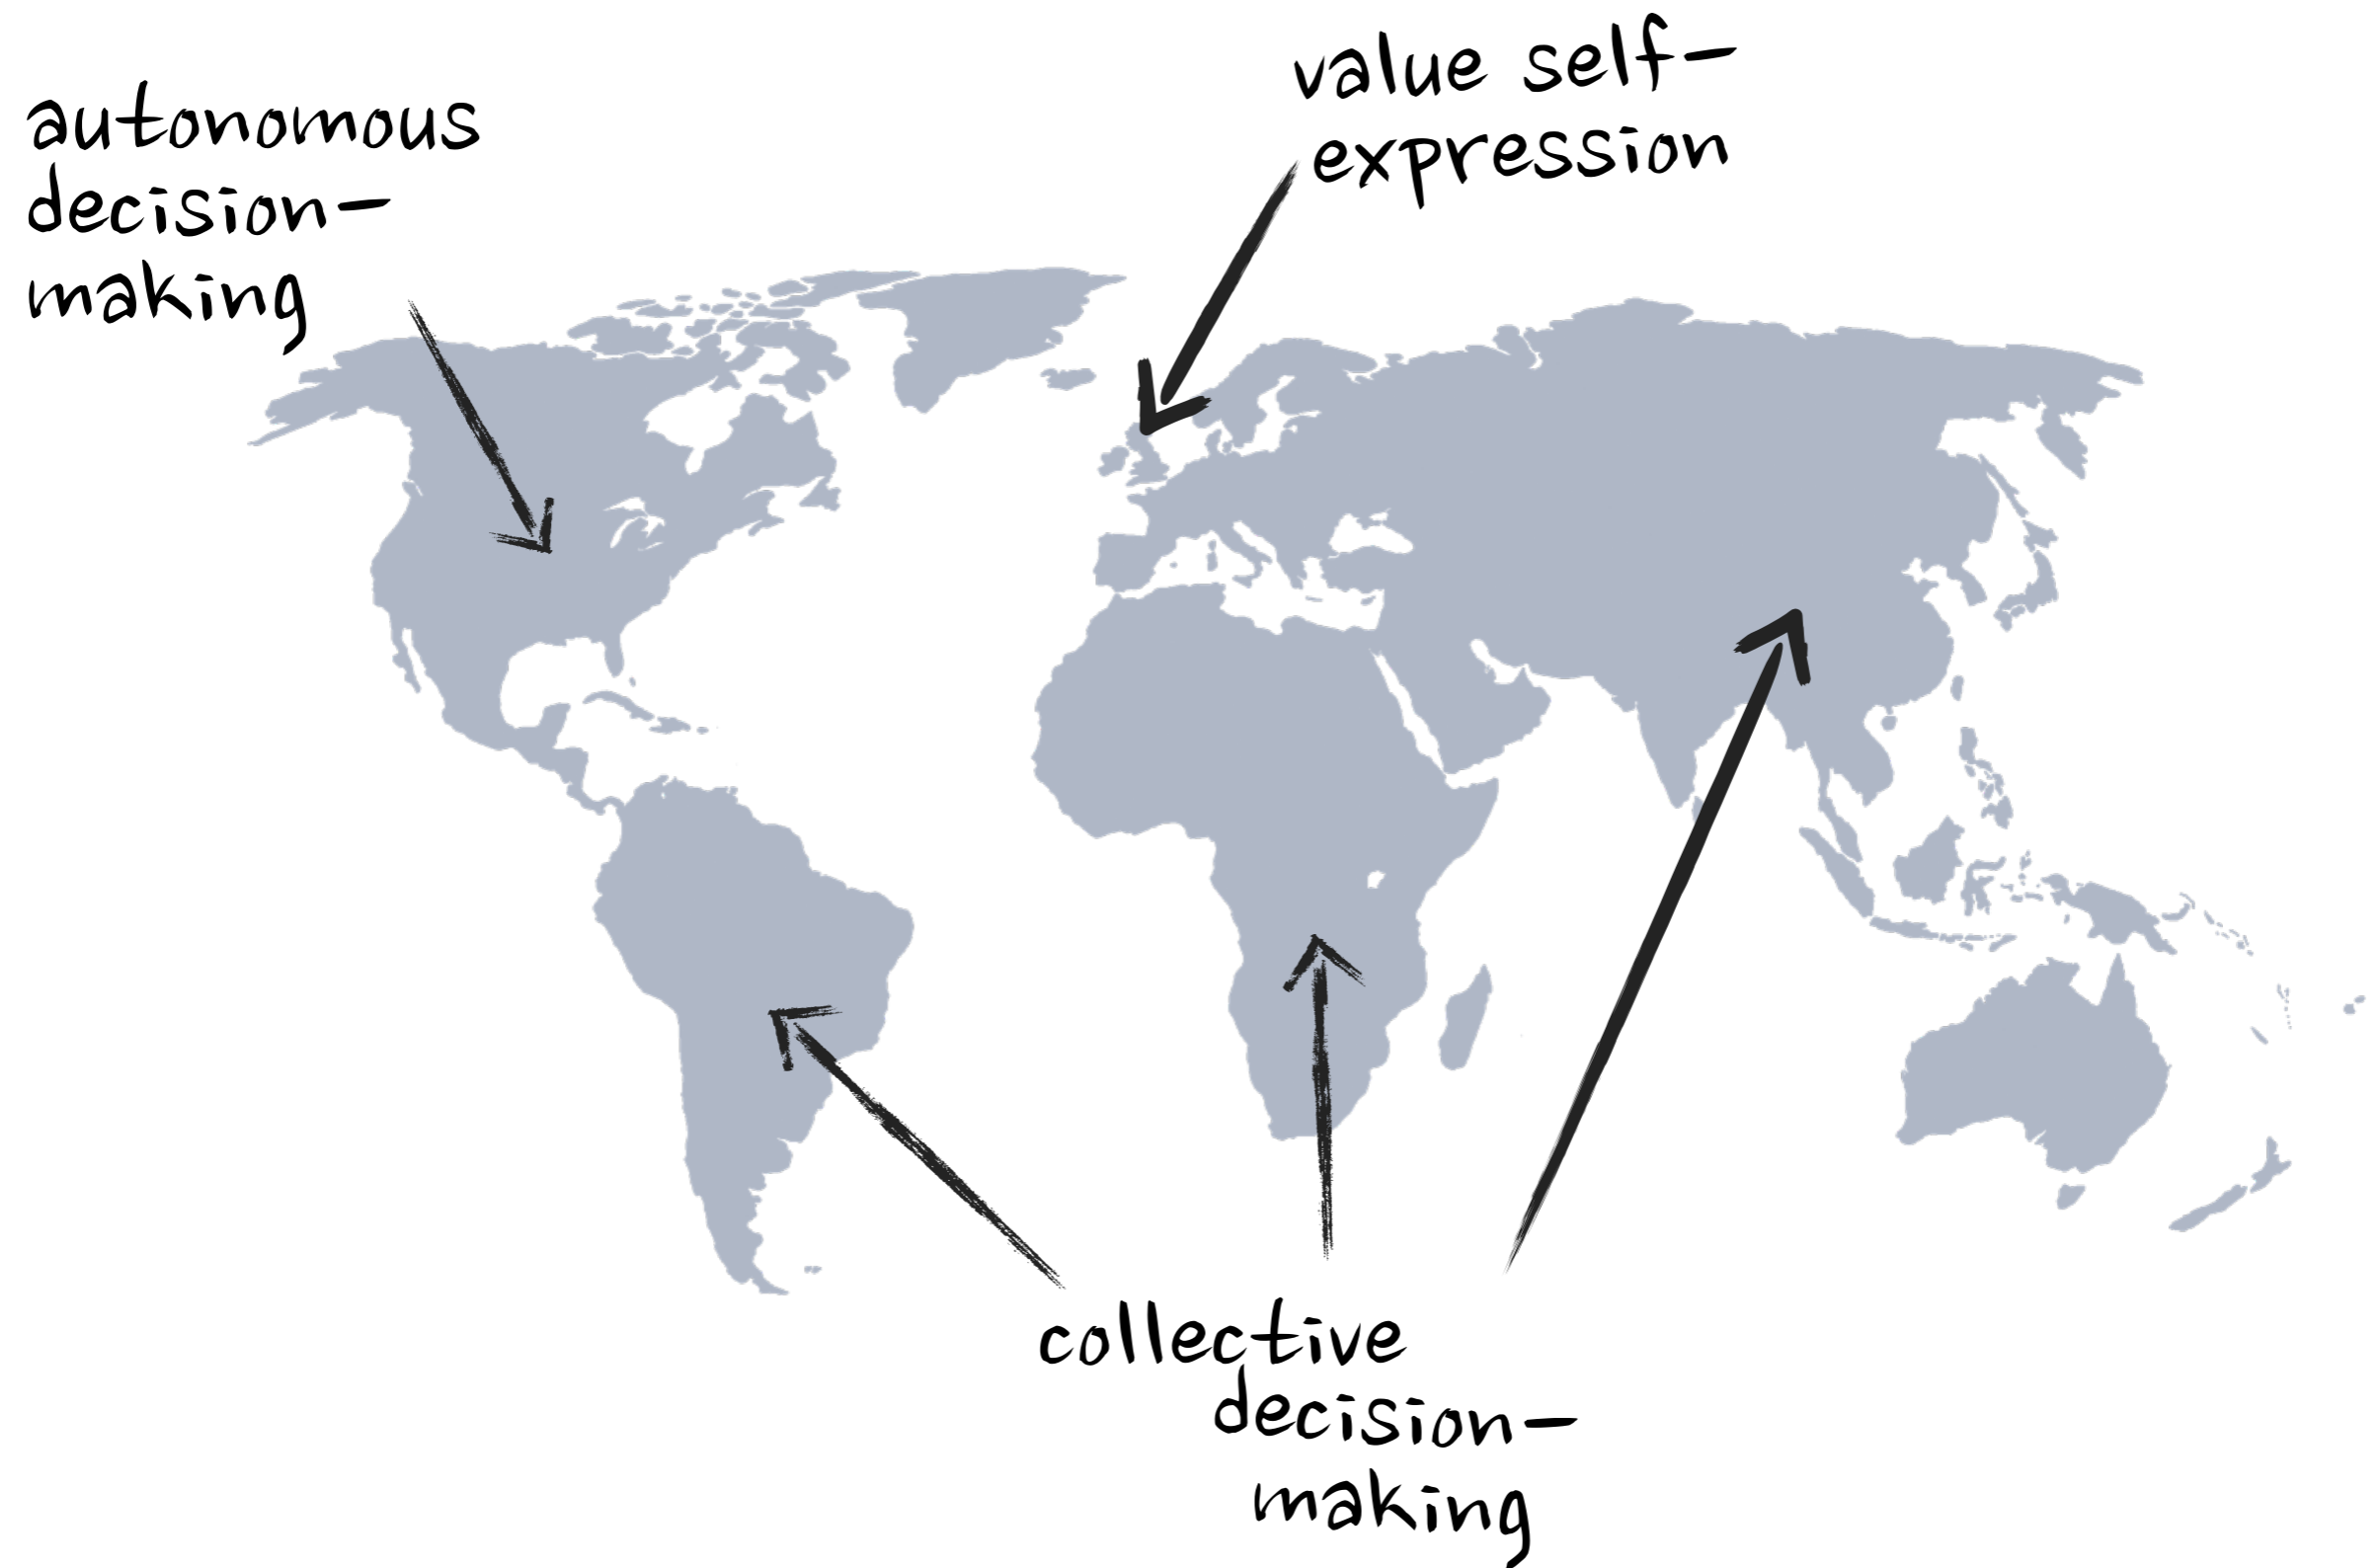 autonomous
decision-
making
value self-
expression
collective
decision-
making